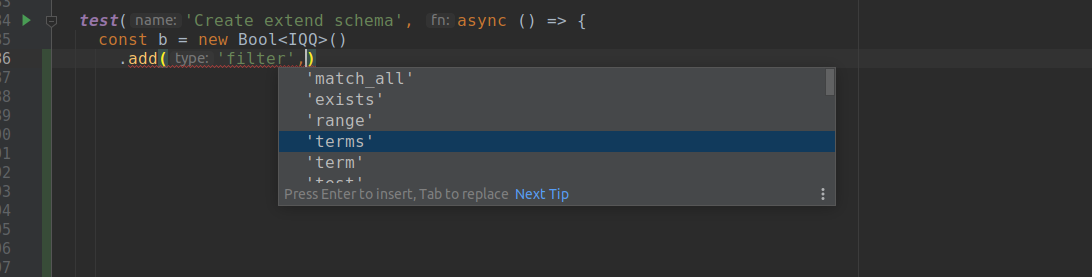 33
34 test( name: 'Create extend schema', fn: async () => {
35 const b = new Bool<IQQ>()
36 .add( type: 'filter',)
37 'match_all'
38 'exists'
39 'range'
90 'terms'
91 'term'
92
93 Press Enter to insert, Tab to replace Next Tip
94
95
96
97